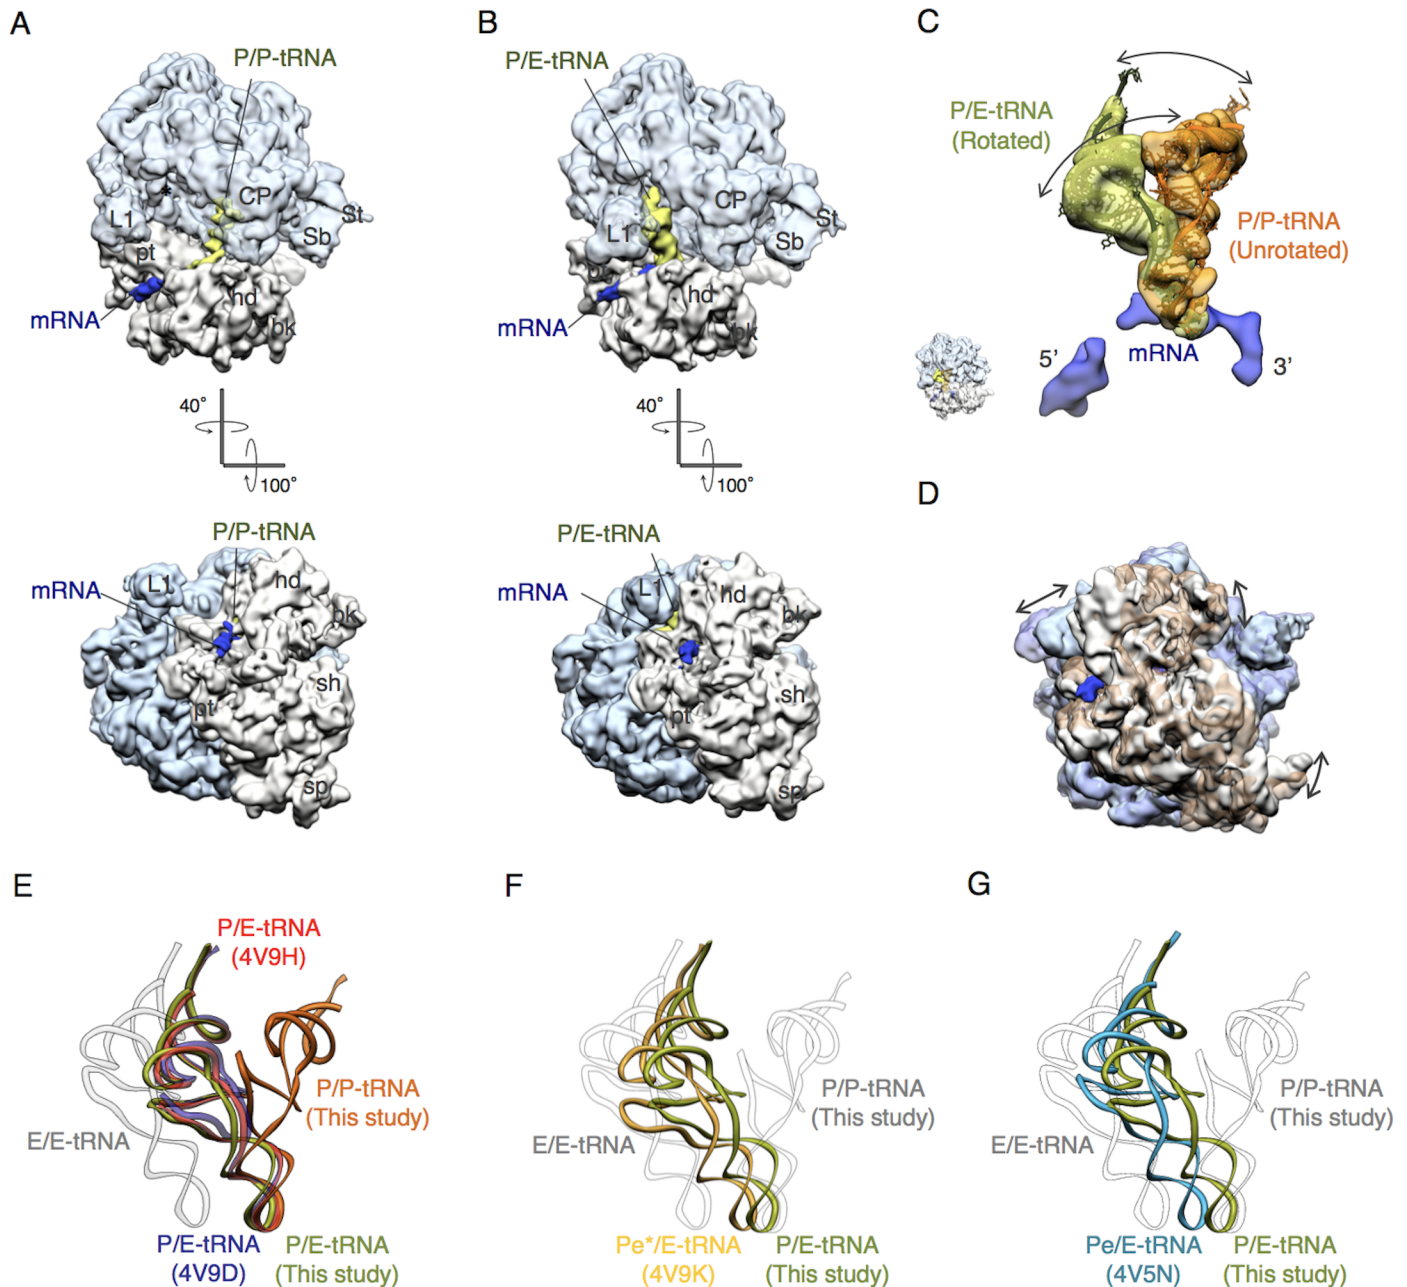 A
P/P-tRNA
*
CP
L1
St
Sb
pt
hd
mRNA
bk
40°
100°
P/P-tRNA
mRNA
L1
hd
bk
sh
pt
sp
B
P/E-tRNA
CP
L1
St
Sb
pt
hd
mRNA
bk
40°
100°
P/E-tRNA
mRNA
L1
hd
bk
sh
pt
sp
C
P/E-tRNA
(Rotated)
P/P-tRNA
(Unrotated)
5’
mRNA
3’
D
E
P/E-tRNA
(4V9H)
P/P-tRNA
(This study)
E/E-tRNA
P/E-tRNA
(4V9D)
P/E-tRNA
(This study)
F
P/P-tRNA
(This study)
E/E-tRNA
Pe*/E-tRNA
(4V9K)
P/E-tRNA
(This study)
G
P/P-tRNA
(This study)
E/E-tRNA
Pe/E-tRNA
(4V5N)
P/E-tRNA
(This study)